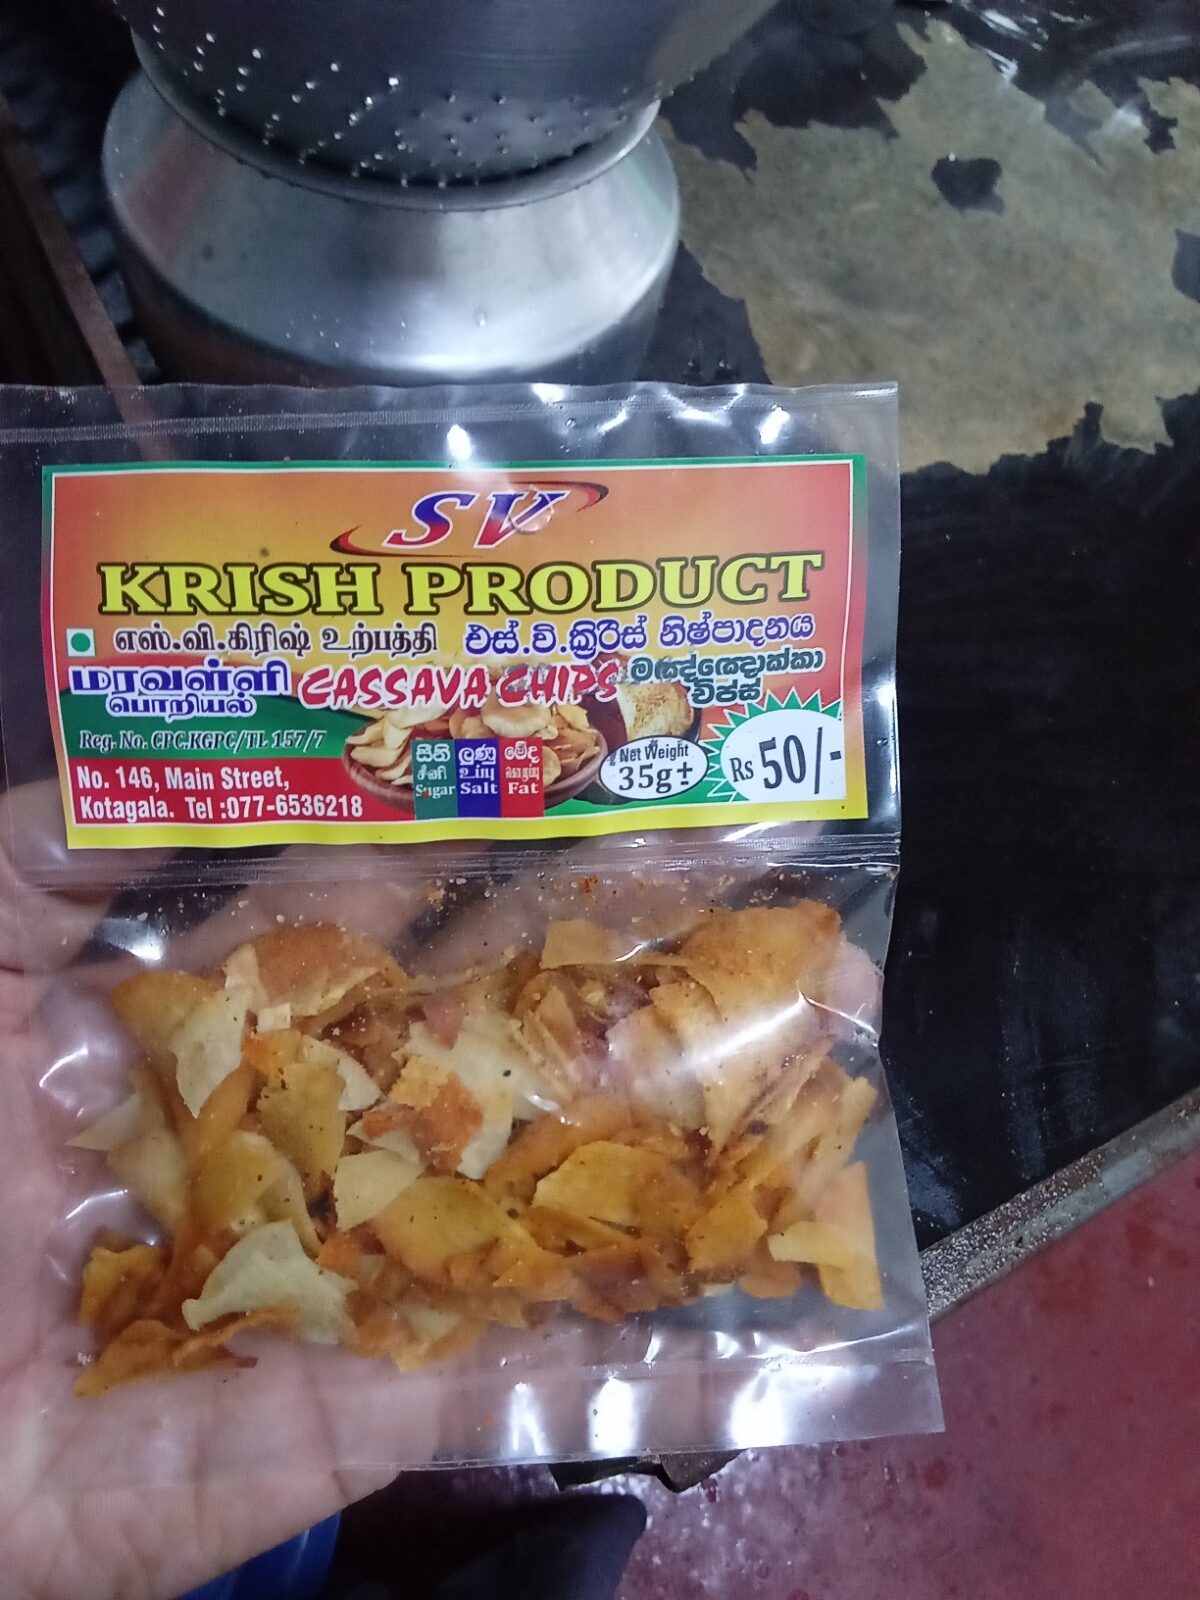 SV
KRISH PRODUCT
எஸ்.வி.கிரிஷ் உற்பத்தி එස්.වි.ක්‍රිරිස් නිෂ්පාදනය
மரவள்ளி பொரியல்
CASSAVA CHIPS
මඤ්ඤොක්කා චිප්ස්
Reg. No. CPC.KGPC/TL 157/7
No. 146, Main Street,
Kotagala. Tel :077-6536218
සීනි ලුණු මේද
சீனி உப்பு கொழுப்பு
Sugar Salt Fat
Net Weight
35g±
Rs 50/-